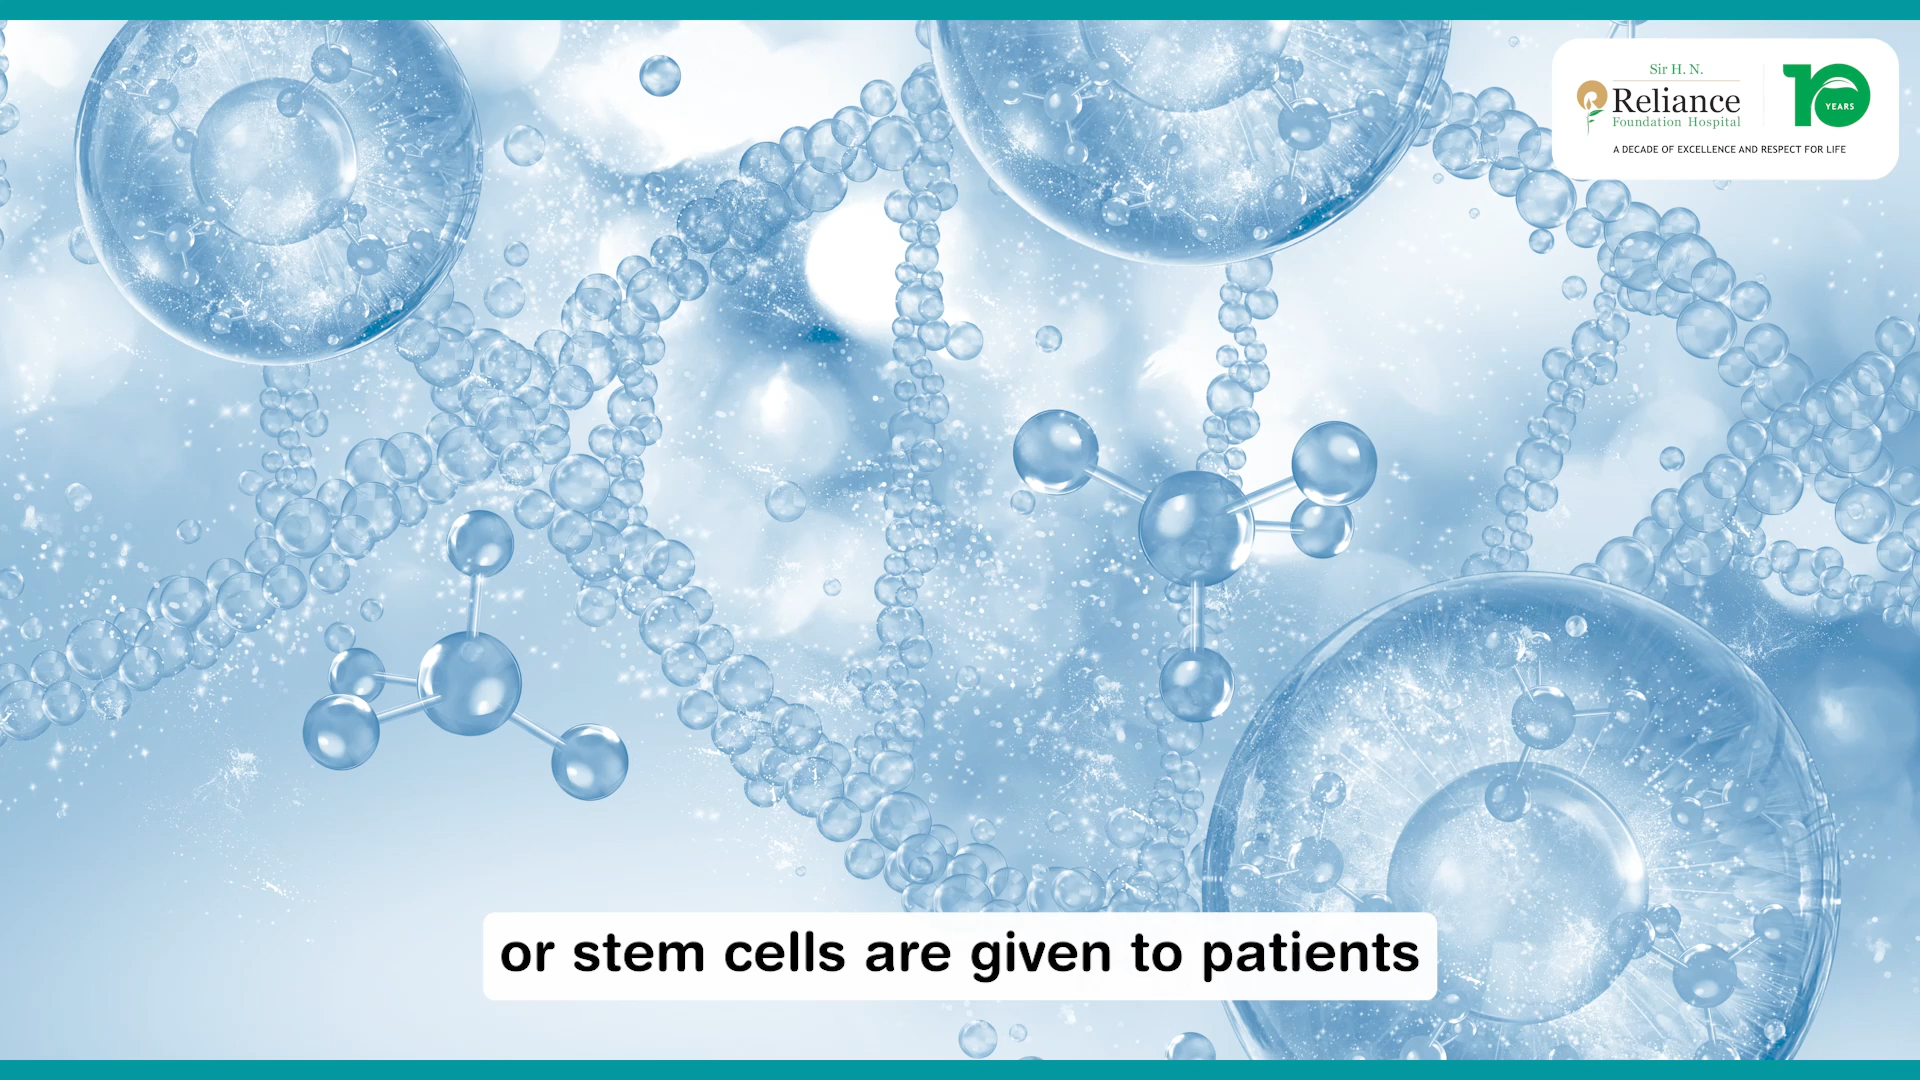 Sir H. N.
Reliance
Foundation Hospital
10
YEARS
A DECADE OF EXCELLENCE AND RESPECT FOR LIFE
or stem cells are given to patients